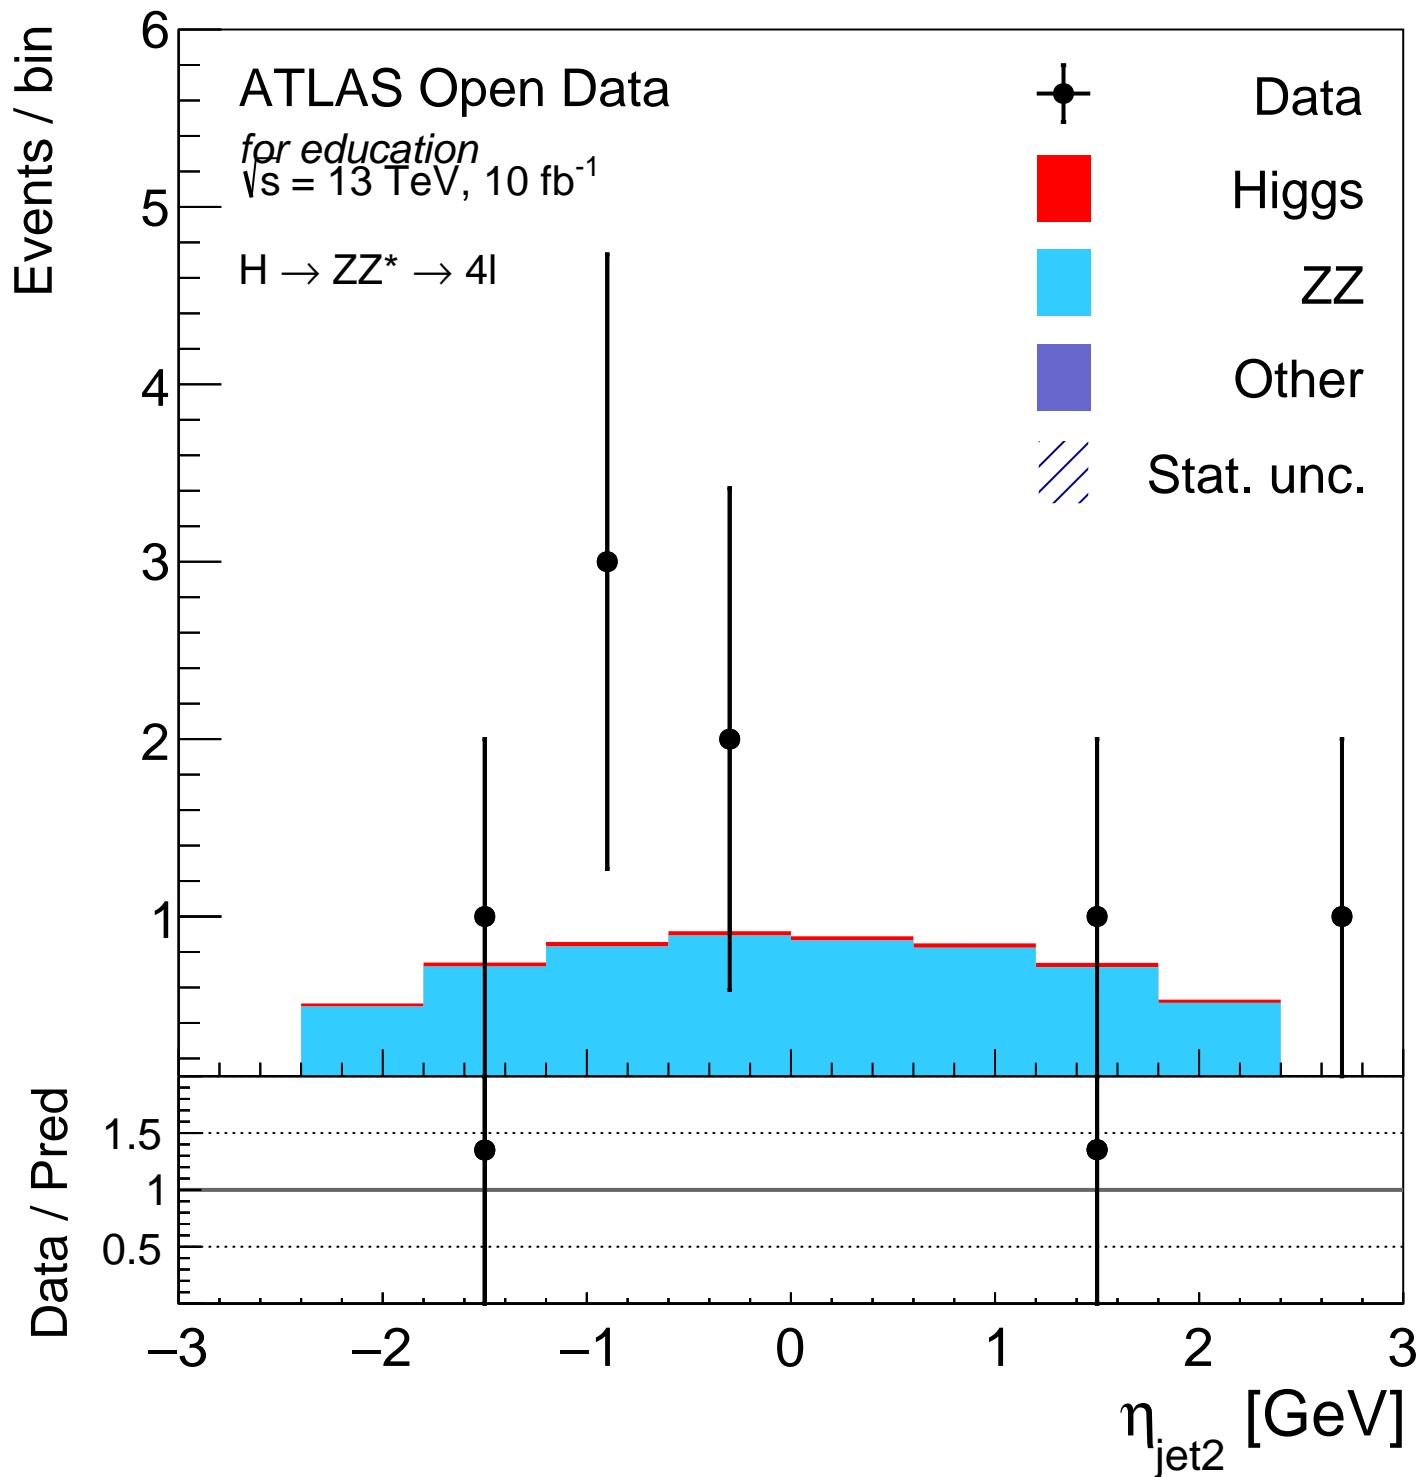 Events / bin
6
5
4
3
2
1
ATLAS Open Data
for education
√s = 13 TeV, 10 fb⁻¹
H → ZZ* → 4l
Data
Higgs
ZZ
Other
Stat. unc.
Data / Pred
1.5
1
0.5
−3 −2 −1 0 1 2 3
η_jet2 [GeV]